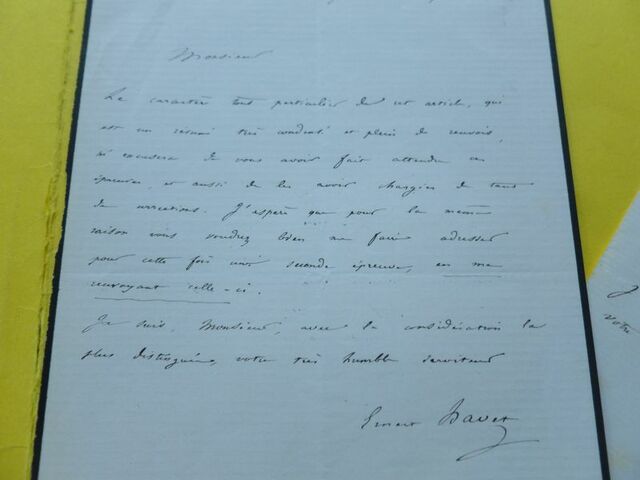 Monsieur
Le caractère tout particulier de cet article, qui
est un résumé très condensé et plein de renvois,
m'excusera de vous avoir fait attendre ces
épreuves, et aussi de les avoir chargées de tant
de corrections. J'espère que pour la même
raison vous voudrez bien me faire adresser
pour cette fois une seconde épreuve, en me
renvoyant celle-ci.
Je suis, Monsieur, avec la considération la
plus distinguée, votre très humble serviteur
Ernest Havet
votre